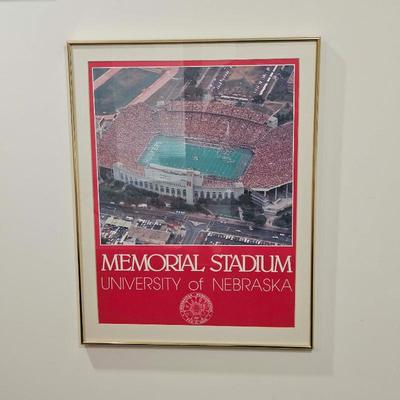 MEMORIAL STADIUM
UNIVERSITY of NEBRASKA